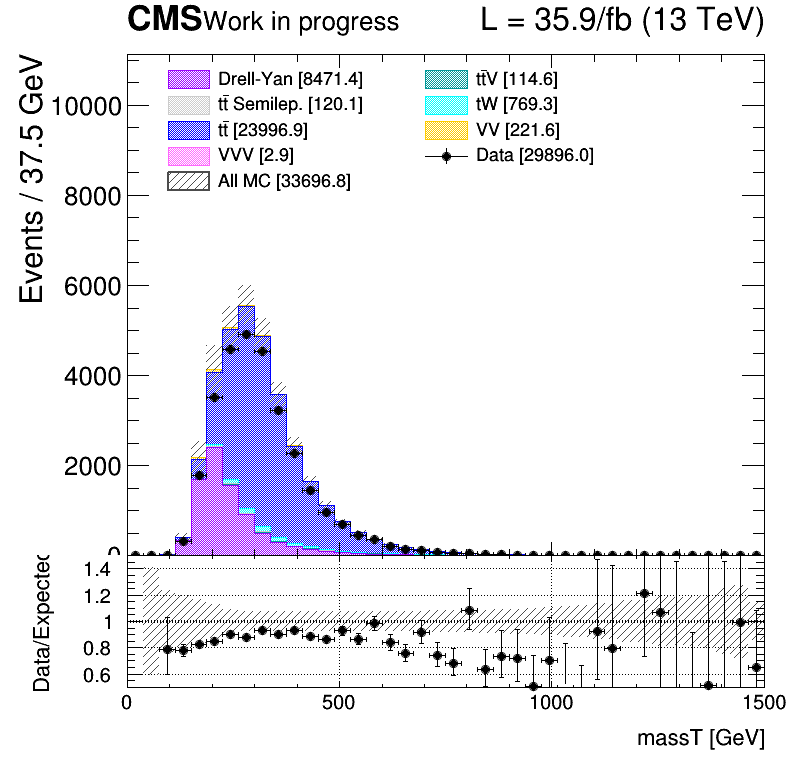 CMS Work in progress L = 35.9/fb (13 TeV)
Events / 37.5 GeV
10000
8000
6000
4000
2000
0
Drell-Yan [8471.4]
tt̄ Semilep. [120.1]
tt̄ [23996.9]
VVV [2.9]
All MC [33696.8]
tt̄V [114.6]
tW [769.3]
VV [221.6]
Data [29896.0]
Data/Expected
1.4
1.2
1
0.8
0.6
0 500 1000 1500
massT [GeV]